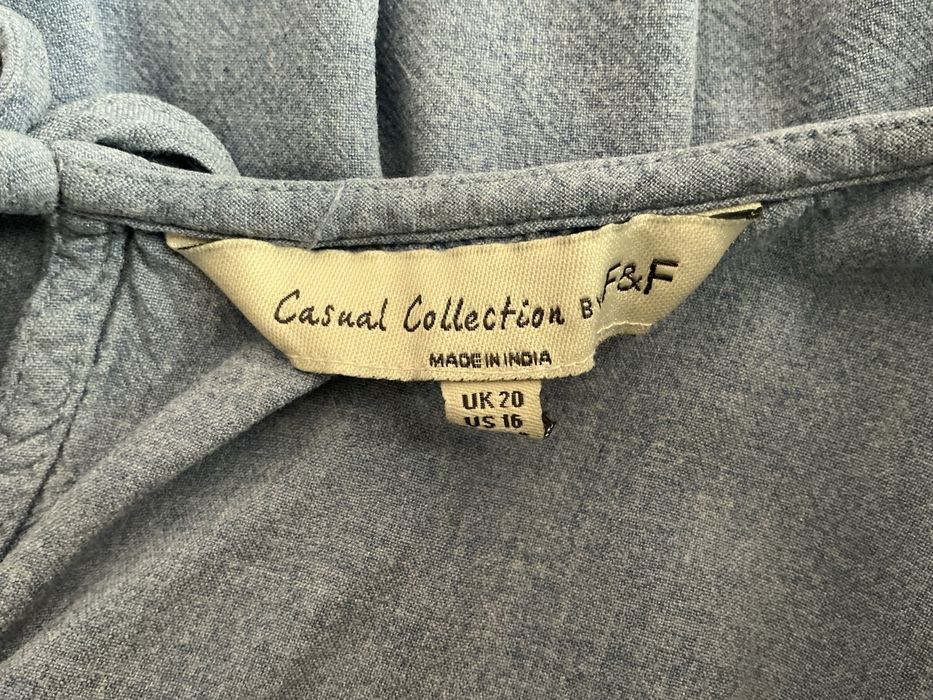 Casual Collection BY F&F
MADE IN INDIA
UK 20
US 16